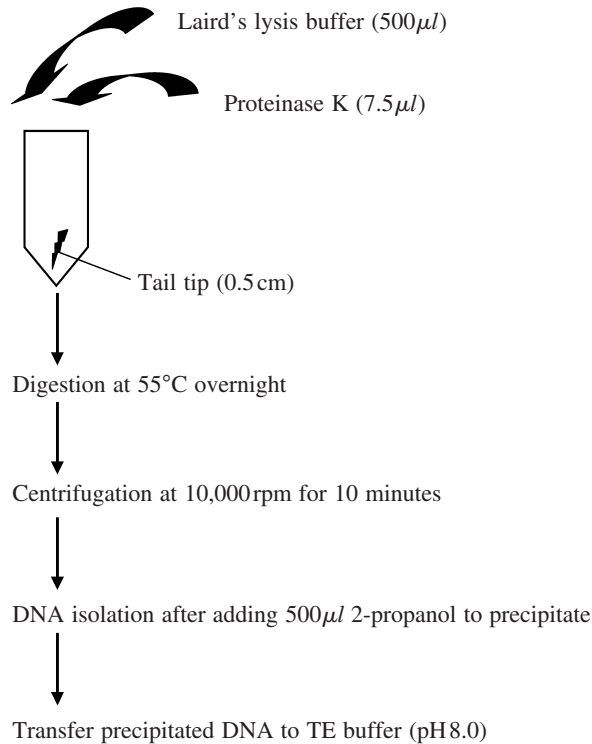 Laird's lysis buffer (500μl)
Proteinase K (7.5μl)
Tail tip (0.5 cm)
Digestion at 55°C overnight
Centrifugation at 10,000 rpm for 10 minutes
DNA isolation after adding 500μl 2-propanol to precipitate
Transfer precipitated DNA to TE buffer (pH 8.0)